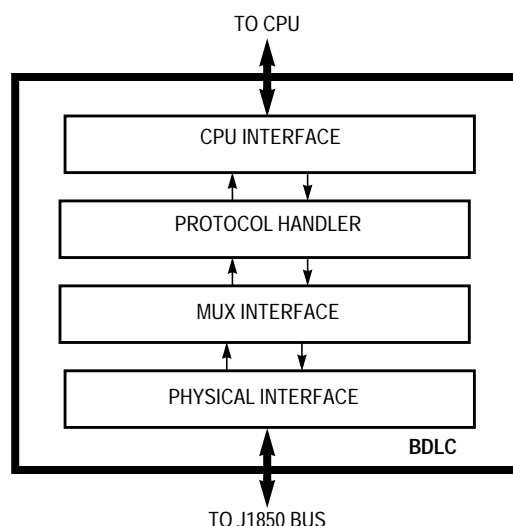 TO CPU
CPU INTERFACE
PROTOCOL HANDLER
MUX INTERFACE
PHYSICAL INTERFACE
BDLC
TO J1850 BUS